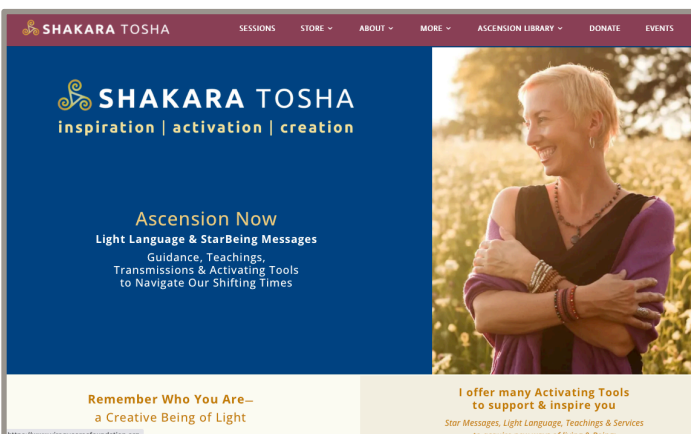 SHAKARA TOSHA
SESSIONS
STORE
ABOUT
MORE
ASCENSION LIBRARY
DONATE
EVENTS
SHAKARA TOSHA
inspiration | activation | creation
Ascension Now
Light Language & StarBeing Messages
Guidance, Teachings,
Transmissions & Activating Tools
to Navigate Our Shifting Times
Remember Who You Are—
a Creative Being of Light
I offer many Activating Tools
to support & inspire you
Star Messages, Light Language, Teachings & Services